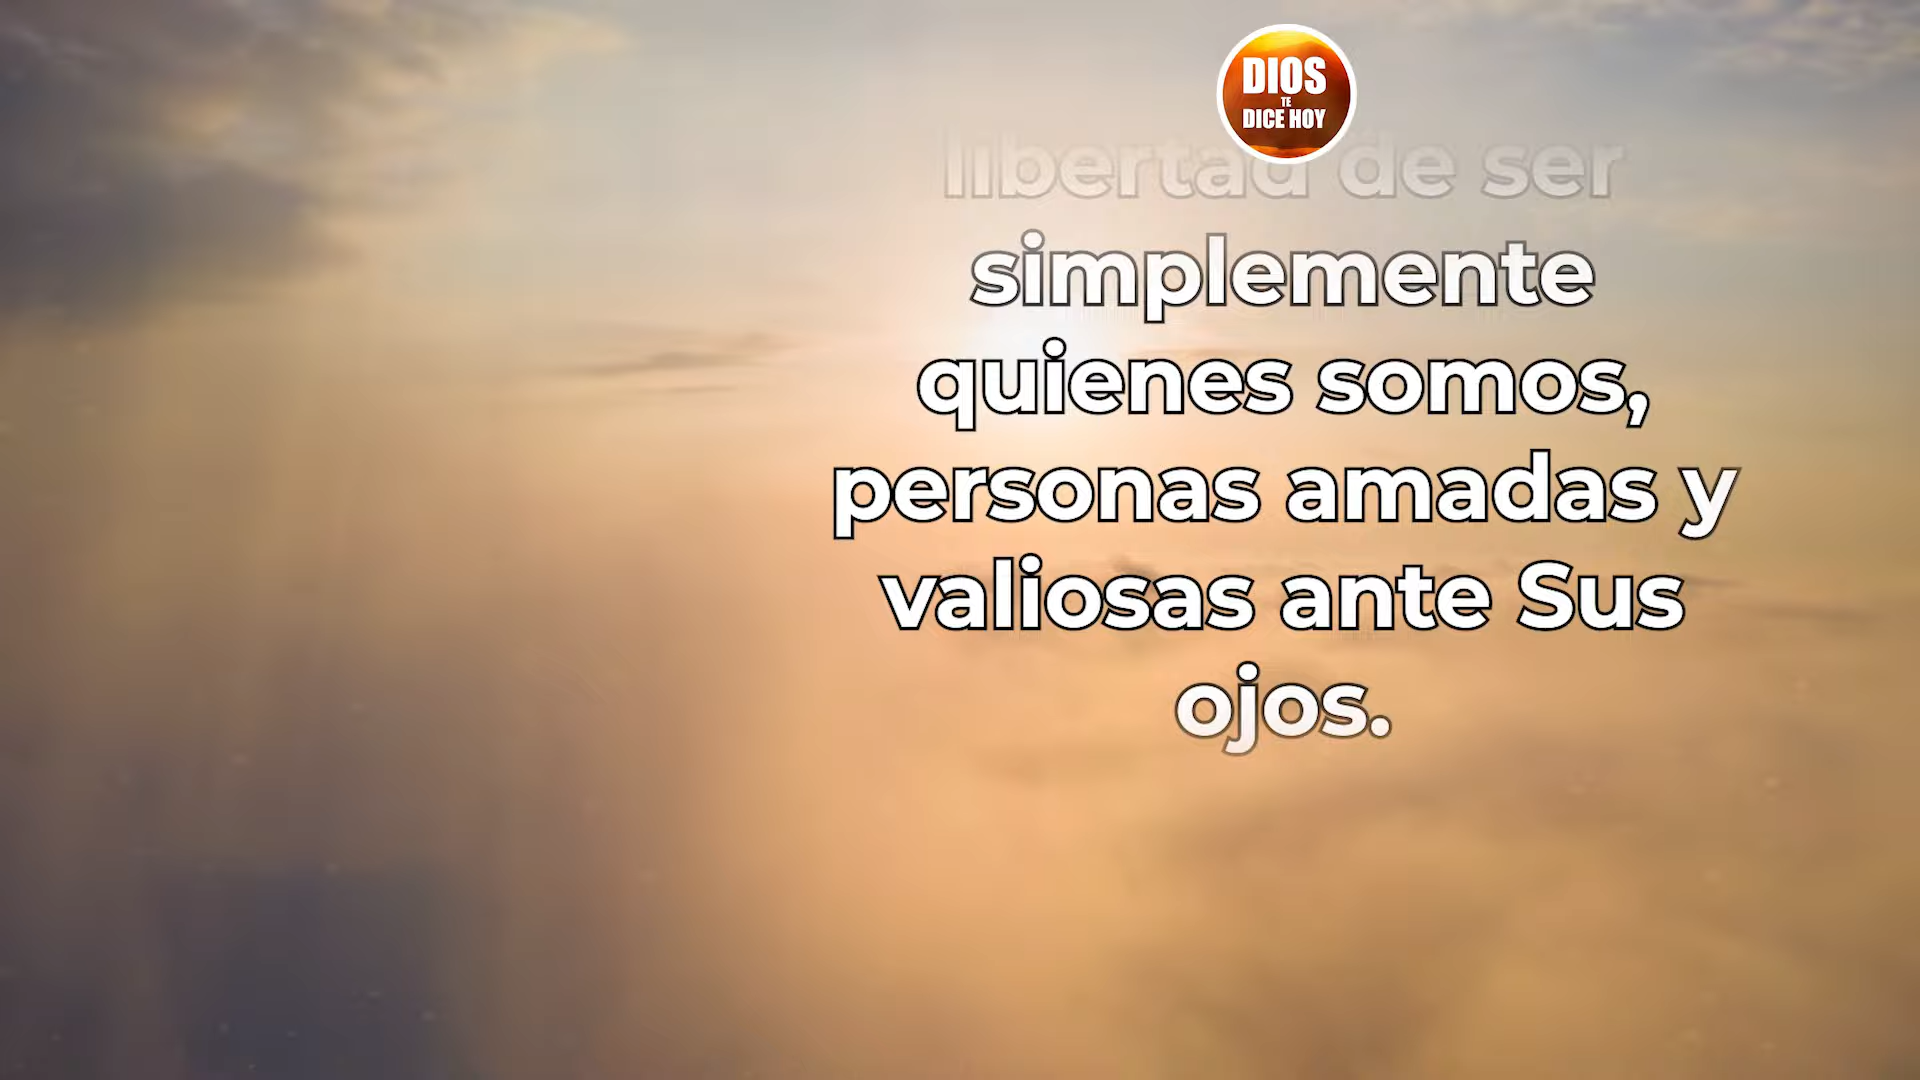 DIOS
TE
DICE HOY
libertad de ser
simplemente
quienes somos,
personas amadas y
valiosas ante Sus
ojos.